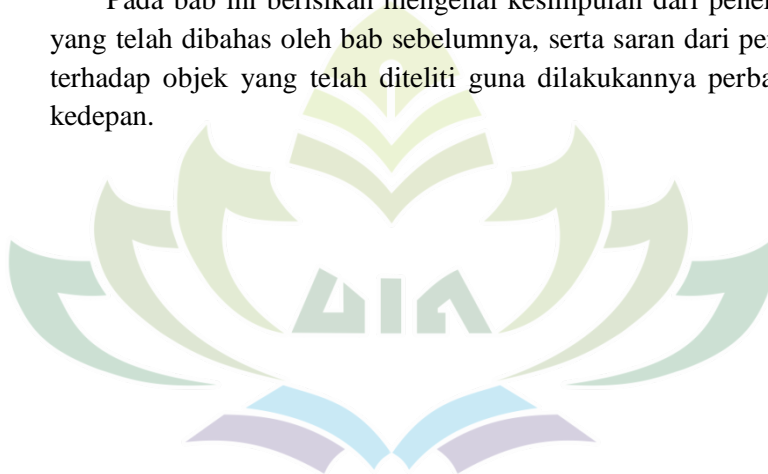 Pada bab ini berisikan mengenai kesimpulan dari
yang telah dibahas oleh bab sebelumnya, serta saran dari
terhadap objek yang telah diteliti guna dilakukannya
kedepan.
UIN